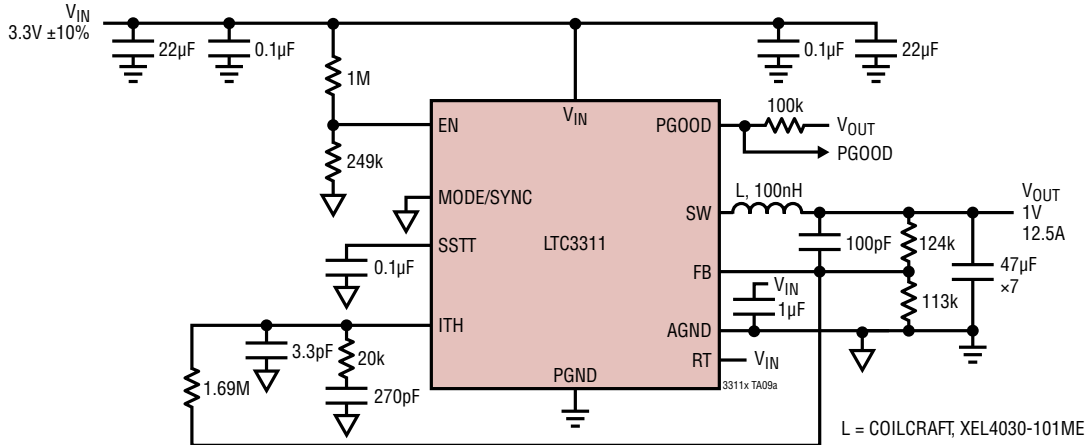 VIN
3.3V ±10%
22µF
0.1µF
0.1µF
22µF
1M
249k
EN
VIN
PGOOD
100k
VOUT
PGOOD
MODE/SYNC
SW
L, 100nH
VOUT
1V
12.5A
SSTT
LTC3311
0.1µF
100pF
124k
47µF
×7
FB
113k
VIN
1µF
AGND
ITH
3.3pF
20k
RT
VIN
1.69M
270pF
PGND
3311x TA09a
L = COILCRAFT, XEL4030-101ME